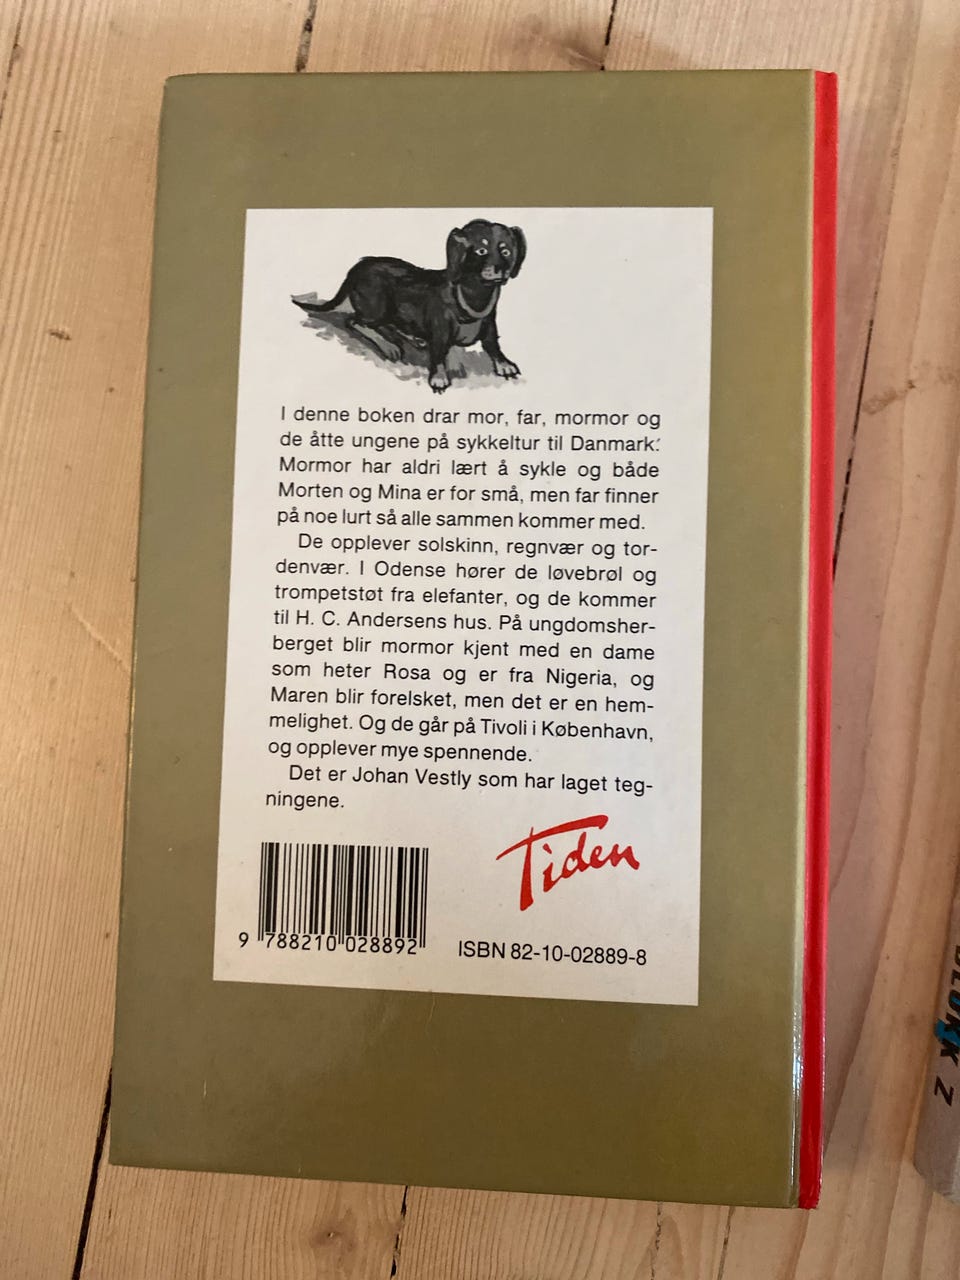 I denne boken drar mor, far, mormor og
de åtte ungene på sykkeltur til Danmark.
Mormor har aldri lært å sykle og både
Morten og Mina er for små, men far finner
på noe lurt så alle sammen kommer med.
De opplever solskinn, regnvær og tor-
denvær. I Odense hører de løvebrøl og
trompetstøt fra elefanter, og de kommer
til H. C. Andersens hus. På ungdomsher-
berget blir mormor kjent med en dame
som heter Rosa og er fra Nigeria, og
Maren blir forelsket, men det er en hem-
melighet. Og de går på Tivoli i København,
og opplever mye spennende.
Det er Johan Vestly som har laget teg-
ningene.
Tiden
9 788210 028892
ISBN 82-10-02889-8